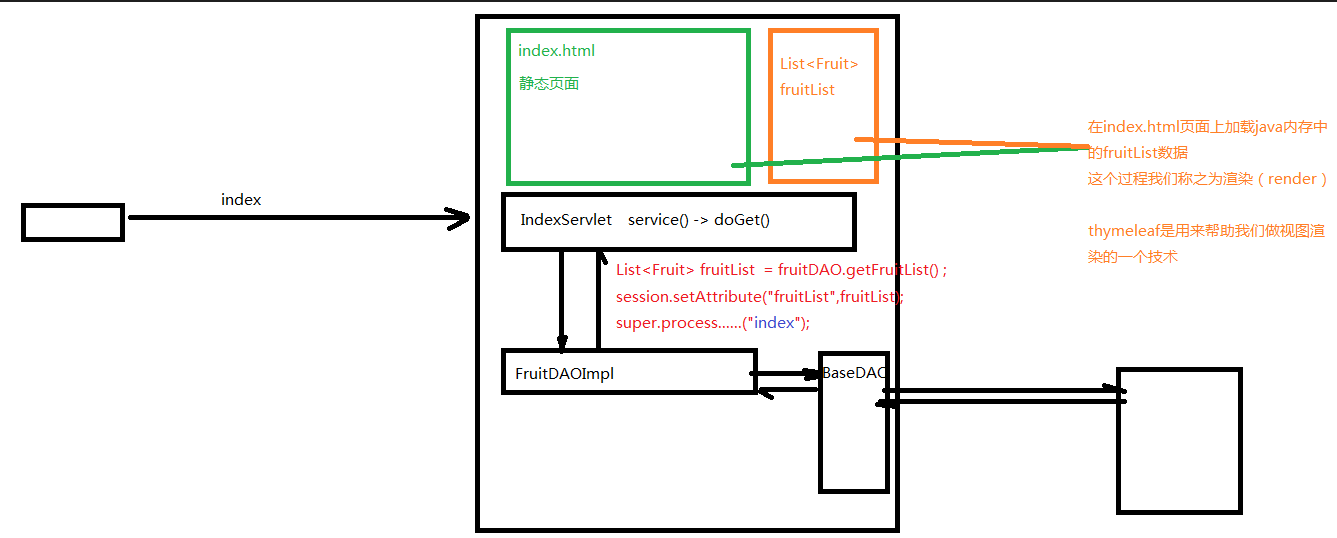 index.html
静态页面
List<Fruit>
fruitList
在index.html页面上加载java内存中
的fruitList数据
这个过程我们称之为渲染（render）
thymeleaf是用来帮助我们做视图渲
染的一个技术
index
IndexServlet service() -> doGet()
List<Fruit> fruitList = fruitDAO.getFruitList() ;
session.setAttribute("fruitList",fruitList);
super.process......("index");
FruitDAOImpl
BaseDAO